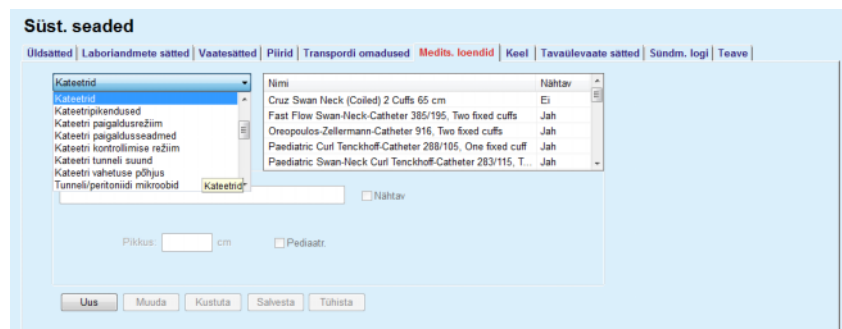 Süst. seaded
Üldsätted Laboriandmete sätted Vaatesätted Piirid Transpordi omadused Medits. loendid Keel Tavaülevaate sätted Sündm. logi Teave
Kateetrid
Kateetrid
Kateetripikendused
Kateetri paigaldusrežiim
Kateetri paigaldusseadmed
Kateetri kontrollimise režiim
Kateetri tunneli suund
Kateetri vahetuse põhjus
Tunneli/peritoniidi mikroobid
Kateetrid
Nimi Nähtav
Cruz Swan Neck (Coiled) 2 Cuffs 65 cm Ei
Fast Flow Swan-Neck-Catheter 385/195, Two fixed cuffs Jah
Oreopoulos-Zellermann-Catheter 916, Two fixed cuffs Jah
Paediatric Curl Tenckhoff-Catheter 288/105, One fixed cuff Jah
Paediatric Swan-Neck Curl Tenckhoff-Catheter 283/115, T... Jah
Nähtav
Pikkus: cm Pediaatr.
Uus Muuda Kustuta Salvesta Tühista